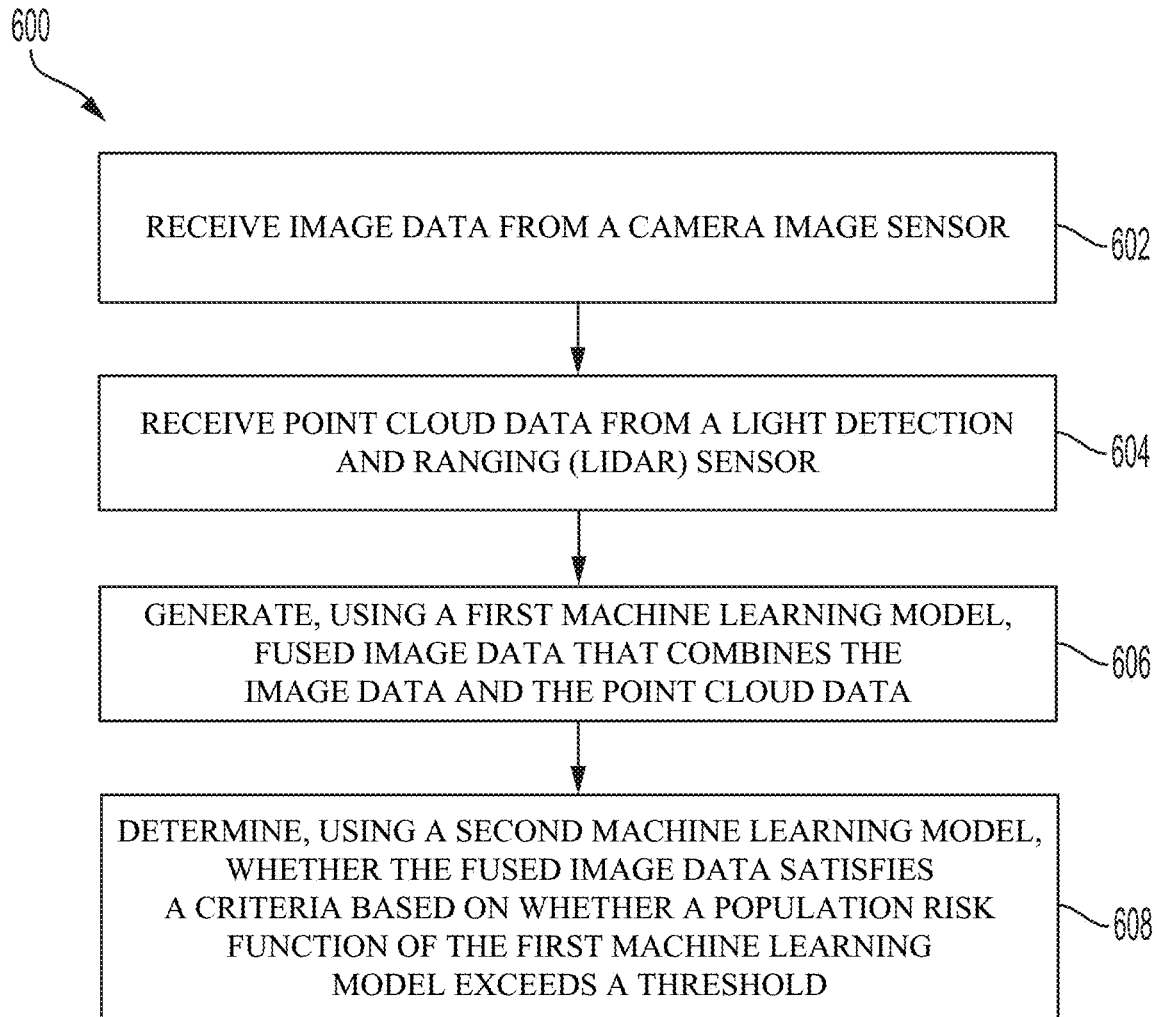 600
RECEIVE IMAGE DATA FROM A CAMERA IMAGE SENSOR
602
RECEIVE POINT CLOUD DATA FROM A LIGHT DETECTION
AND RANGING (LIDAR) SENSOR
604
GENERATE, USING A FIRST MACHINE LEARNING MODEL,
FUSED IMAGE DATA THAT COMBINES THE
IMAGE DATA AND THE POINT CLOUD DATA
606
DETERMINE, USING A SECOND MACHINE LEARNING MODEL,
WHETHER THE FUSED IMAGE DATA SATISFIES
A CRITERIA BASED ON WHETHER A POPULATION RISK
FUNCTION OF THE FIRST MACHINE LEARNING
MODEL EXCEEDS A THRESHOLD
608